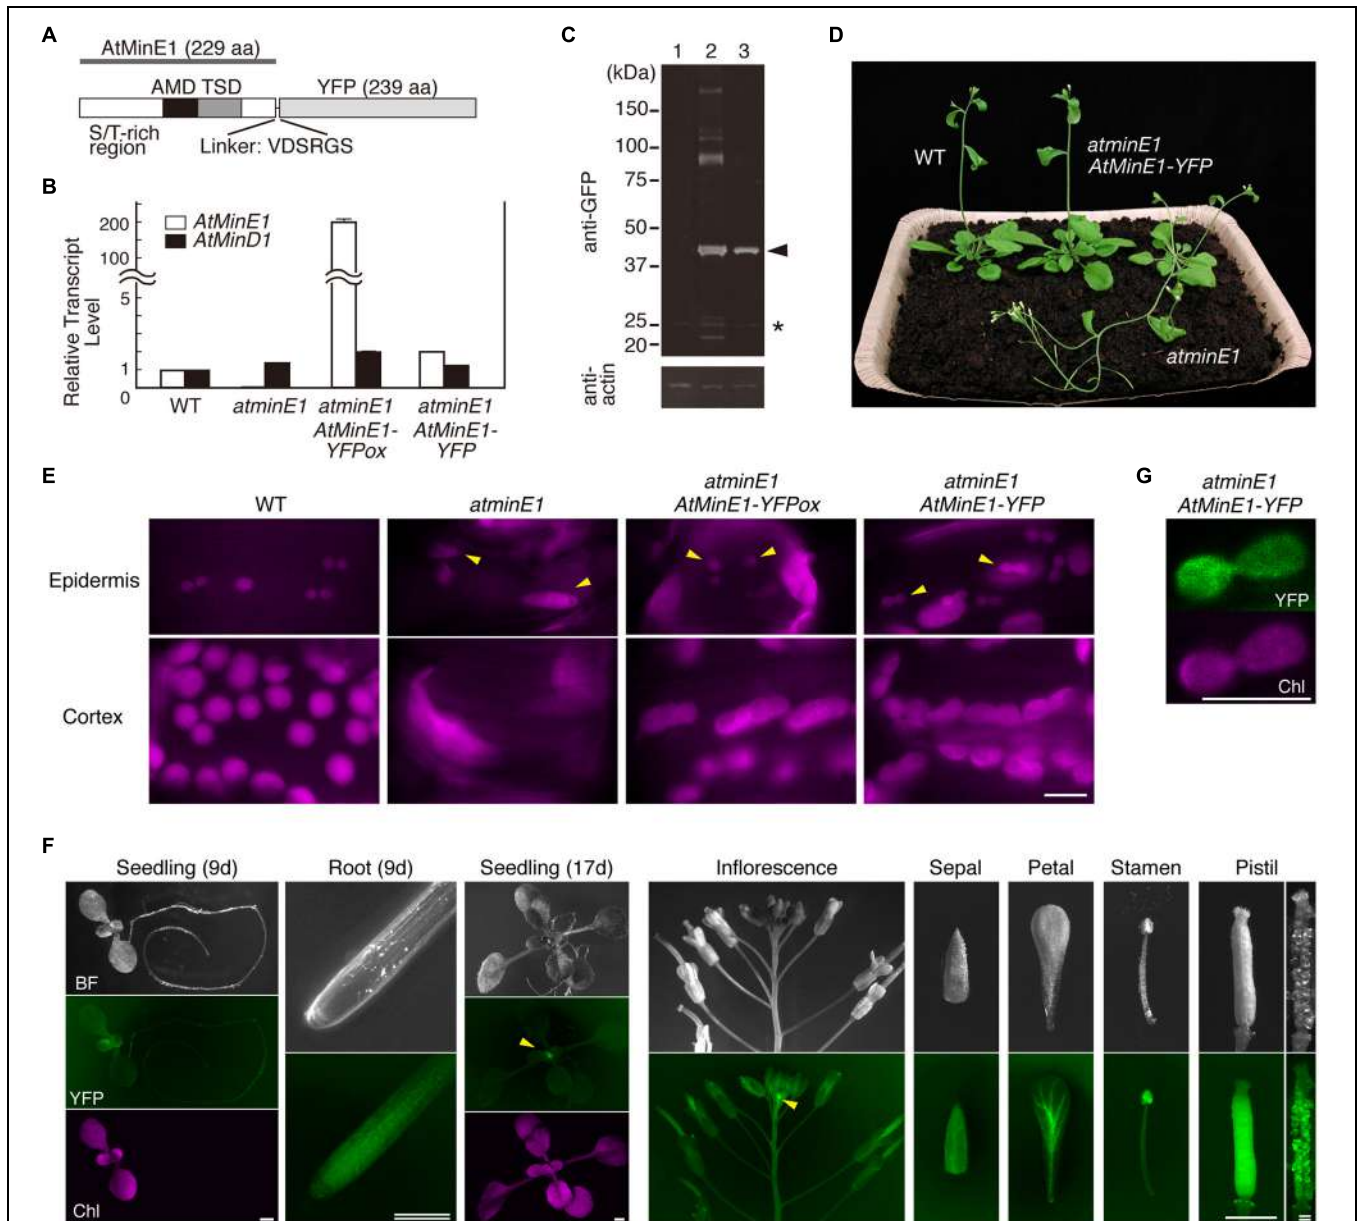 A
AtMinE1 (229 aa)
AMD TSD
YFP (239 aa)
S/T-rich
region
Linker: VDSRGS
B
AtMinE1
AtMinD1
200
100
5
1
0
Relative Transcript
Level
WT
atminE1
atminE1
AtMinE1-
YFPox
atminE1
AtMinE1-
YFP
C
1 2 3
(kDa)
150
100
75
50
37
25
20
*
anti-GFP
anti-
actin
D
WT
atminE1
AtMinE1-YFP
atminE1
E
WT
atminE1
atminE1
AtMinE1-YFPox
atminE1
AtMinE1-YFP
Epidermis
Cortex
G
atminE1
AtMinE1-YFP
YFP
Chl
F
Seedling (9d)
Root (9d)
Seedling (17d)
Inflorescence
Sepal
Petal
Stamen
Pistil
BF
YFP
Chl